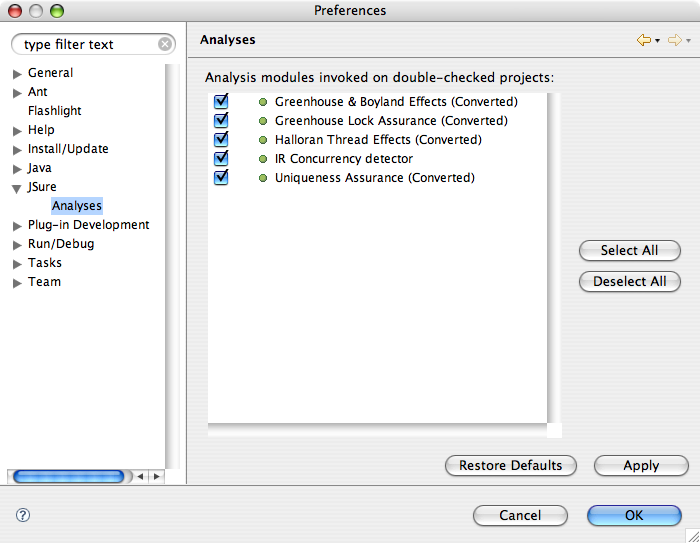 Preferences
type filter text
General
Ant
Flashlight
Help
Install/Update
Java
JSure
Analyses
Plug-in Development
Run/Debug
Tasks
Team
Analyses
Analysis modules invoked on double-checked projects:
Greenhouse & Boyland Effects (Converted)
Greenhouse Lock Assurance (Converted)
Halloran Thread Effects (Converted)
IR Concurrency detector
Uniqueness Assurance (Converted)
Select All
Deselect All
Restore Defaults
Apply
?
Cancel
OK